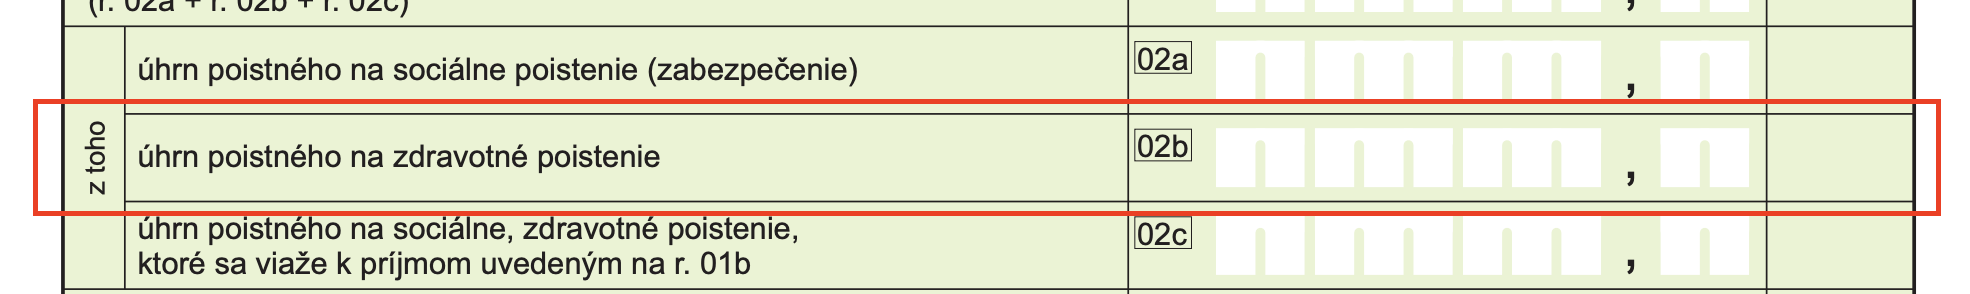 (r. 02a + r. 02b + r. 02c)
,
z toho
úhrn poistného na sociálne poistenie (zabezpečenie) 02a ,
úhrn poistného na zdravotné poistenie 02b ,
úhrn poistného na sociálne, zdravotné poistenie, 02c
ktoré sa viaže k príjmom uvedeným na r. 01b ,